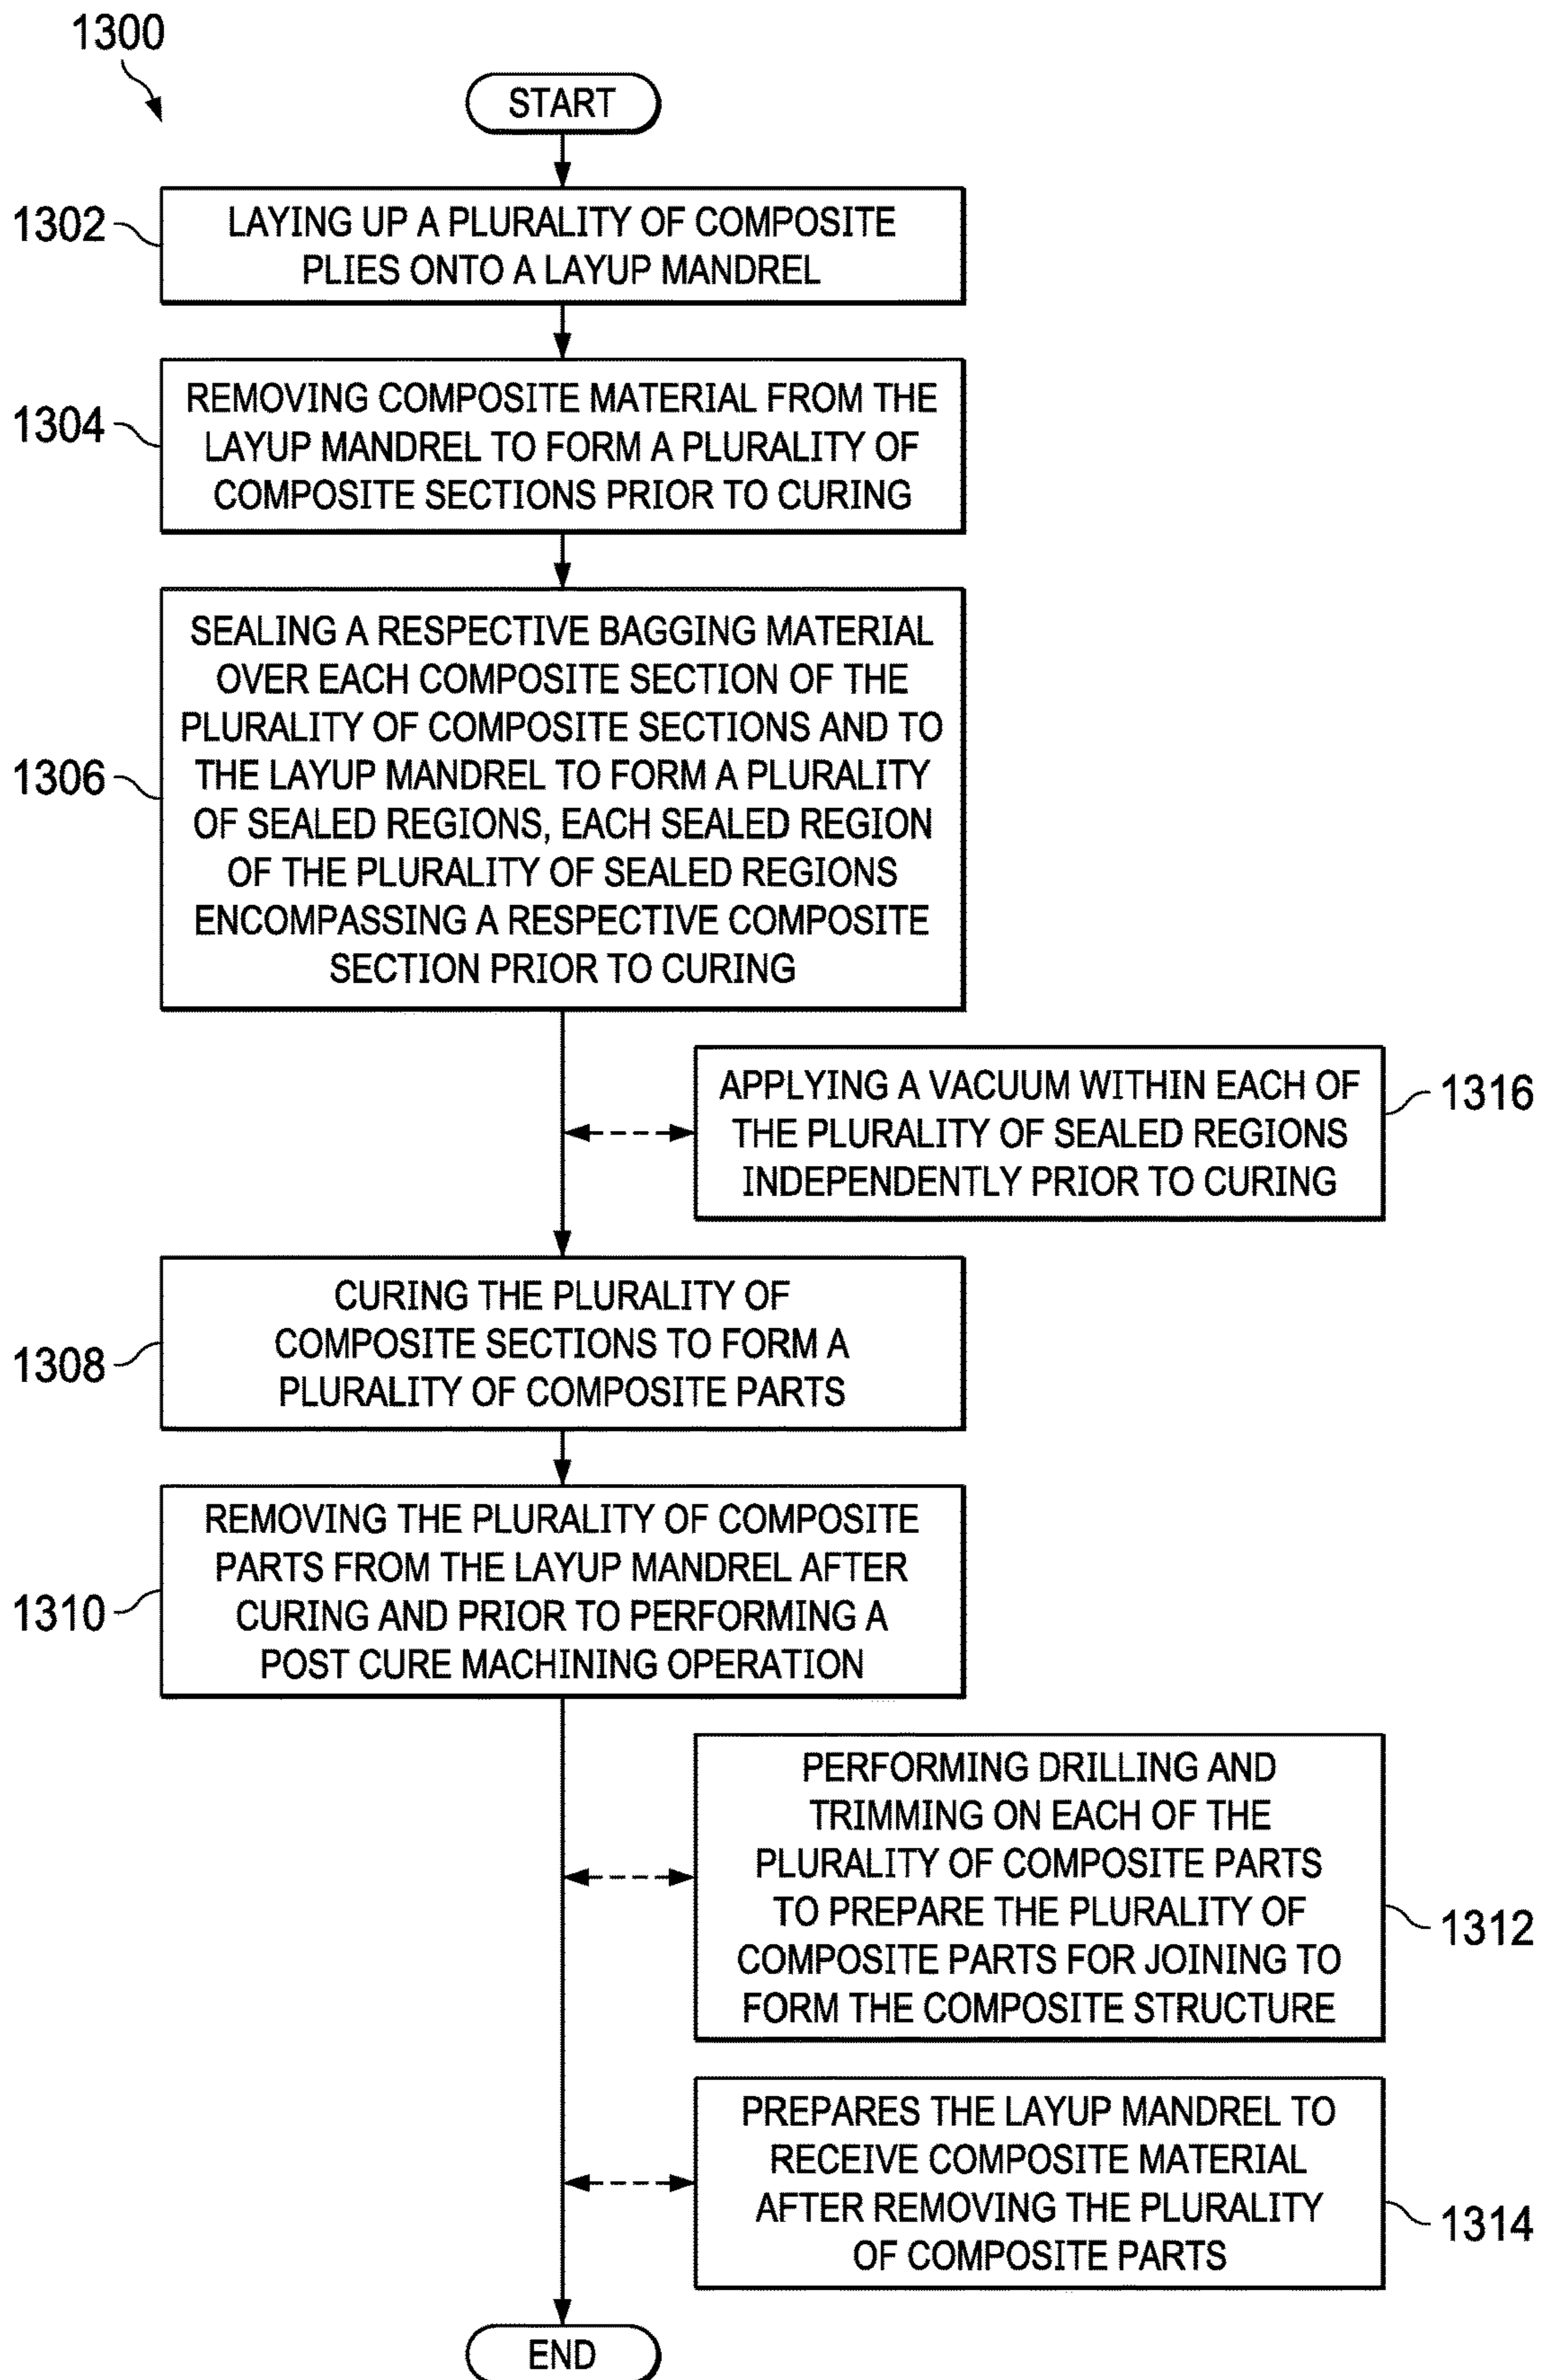 1300
START
1302
LAYING UP A PLURALITY OF COMPOSITE
PLIES ONTO A LAYUP MANDREL
1304
REMOVING COMPOSITE MATERIAL FROM THE
LAYUP MANDREL TO FORM A PLURALITY OF
COMPOSITE SECTIONS PRIOR TO CURING
1306
SEALING A RESPECTIVE BAGGING MATERIAL
OVER EACH COMPOSITE SECTION OF THE
PLURALITY OF COMPOSITE SECTIONS AND TO
THE LAYUP MANDREL TO FORM A PLURALITY
OF SEALED REGIONS, EACH SEALED REGION
OF THE PLURALITY OF SEALED REGIONS
ENCOMPASSING A RESPECTIVE COMPOSITE
SECTION PRIOR TO CURING
APPLYING A VACUUM WITHIN EACH OF
THE PLURALITY OF SEALED REGIONS
INDEPENDENTLY PRIOR TO CURING
1316
1308
CURING THE PLURALITY OF
COMPOSITE SECTIONS TO FORM A
PLURALITY OF COMPOSITE PARTS
1310
REMOVING THE PLURALITY OF COMPOSITE
PARTS FROM THE LAYUP MANDREL AFTER
CURING AND PRIOR TO PERFORMING A
POST CURE MACHINING OPERATION
PERFORMING DRILLING AND
TRIMMING ON EACH OF THE
PLURALITY OF COMPOSITE PARTS
TO PREPARE THE PLURALITY OF
COMPOSITE PARTS FOR JOINING TO
FORM THE COMPOSITE STRUCTURE
1312
PREPARES THE LAYUP MANDREL TO
RECEIVE COMPOSITE MATERIAL
AFTER REMOVING THE PLURALITY
OF COMPOSITE PARTS
1314
END